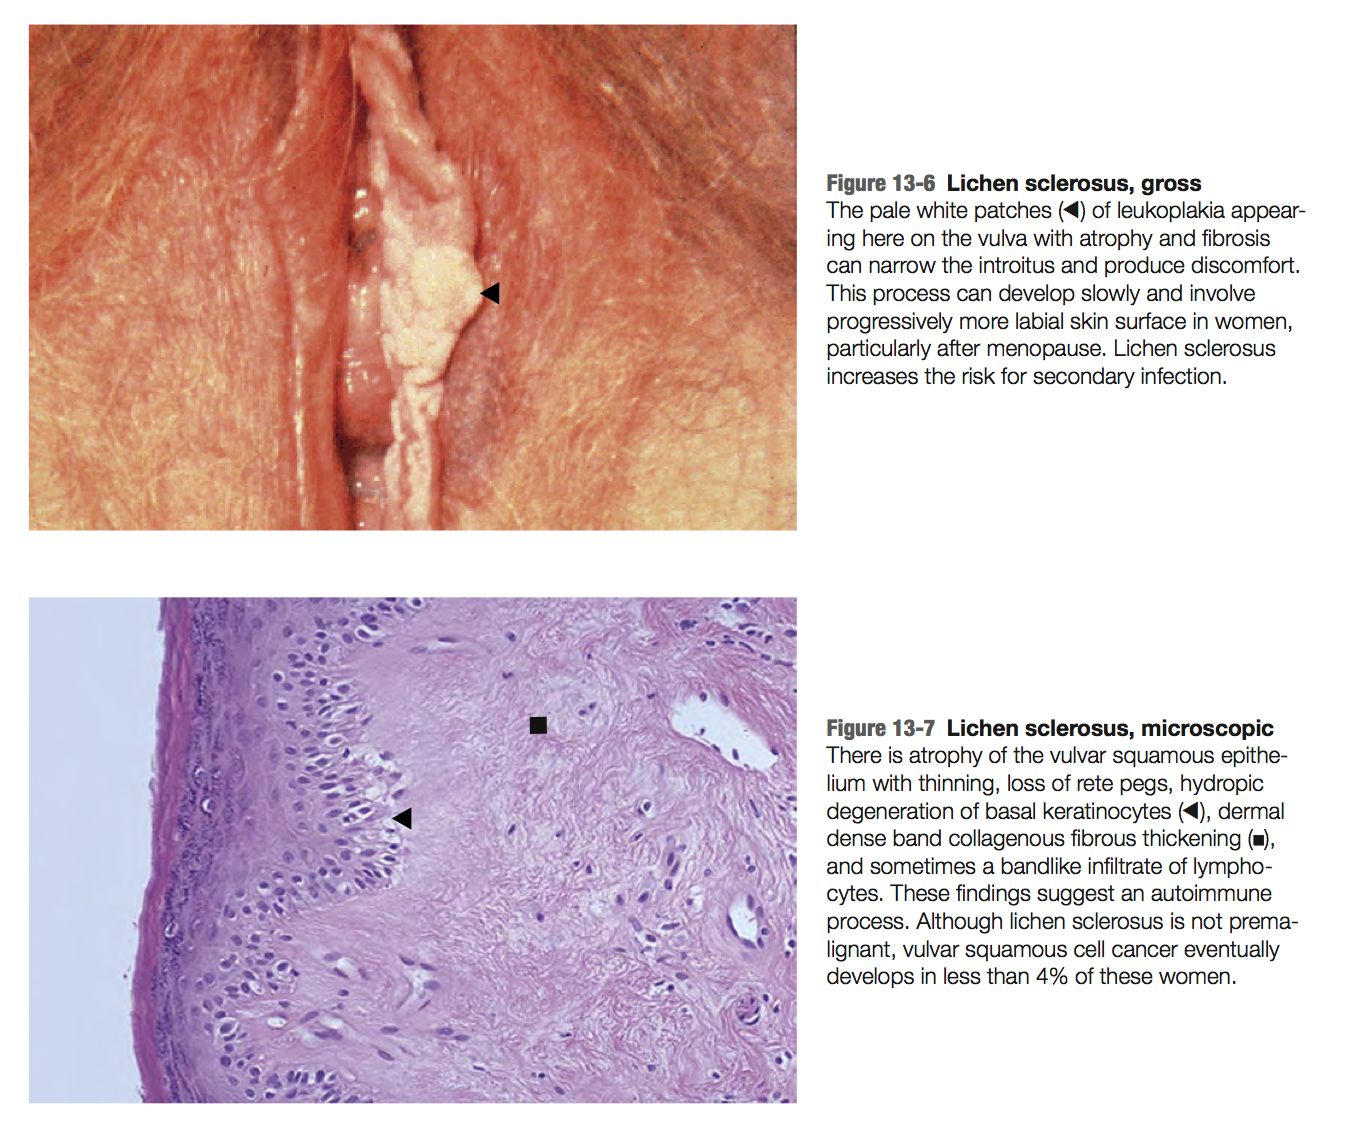 Figure 13-6 Lichen sclerosus, gross
The pale white patches (◀) of leukoplakia appear-
ing here on the vulva with atrophy and fibrosis
can narrow the introitus and produce discomfort.
This process can develop slowly and involve
progressively more labial skin surface in women,
particularly after menopause. Lichen sclerosus
increases the risk for secondary infection.
Figure 13-7 Lichen sclerosus, microscopic
There is atrophy of the vulvar squamous epithe-
lium with thinning, loss of rete pegs, hydropic
degeneration of basal keratinocytes (◀), dermal
dense band collagenous fibrous thickening (■),
and sometimes a bandlike infiltrate of lympho-
cytes. These findings suggest an autoimmune
process. Although lichen sclerosus is not prema-
lignant, vulvar squamous cell cancer eventually
develops in less than 4% of these women.